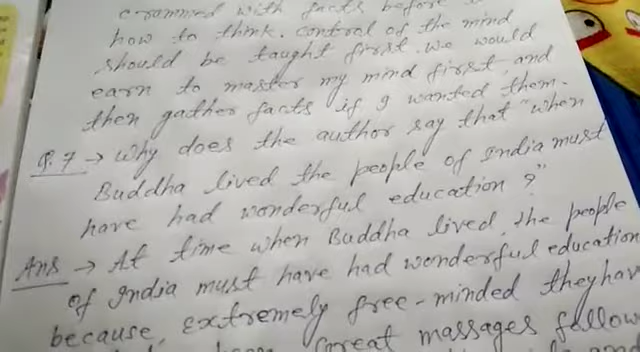 crammed with facts before
how to think. control of the mind
should be taught first. we would
earn to master my mind first, and
then gather facts if I wanted them.
Q.7 → Why does the author say that "when
Buddha lived the people of India must
have had wonderful education ?"
Ans → At time when Buddha lived, the people
of India must have had wonderful education
because, extremely free-minded they hav
Great massages follow